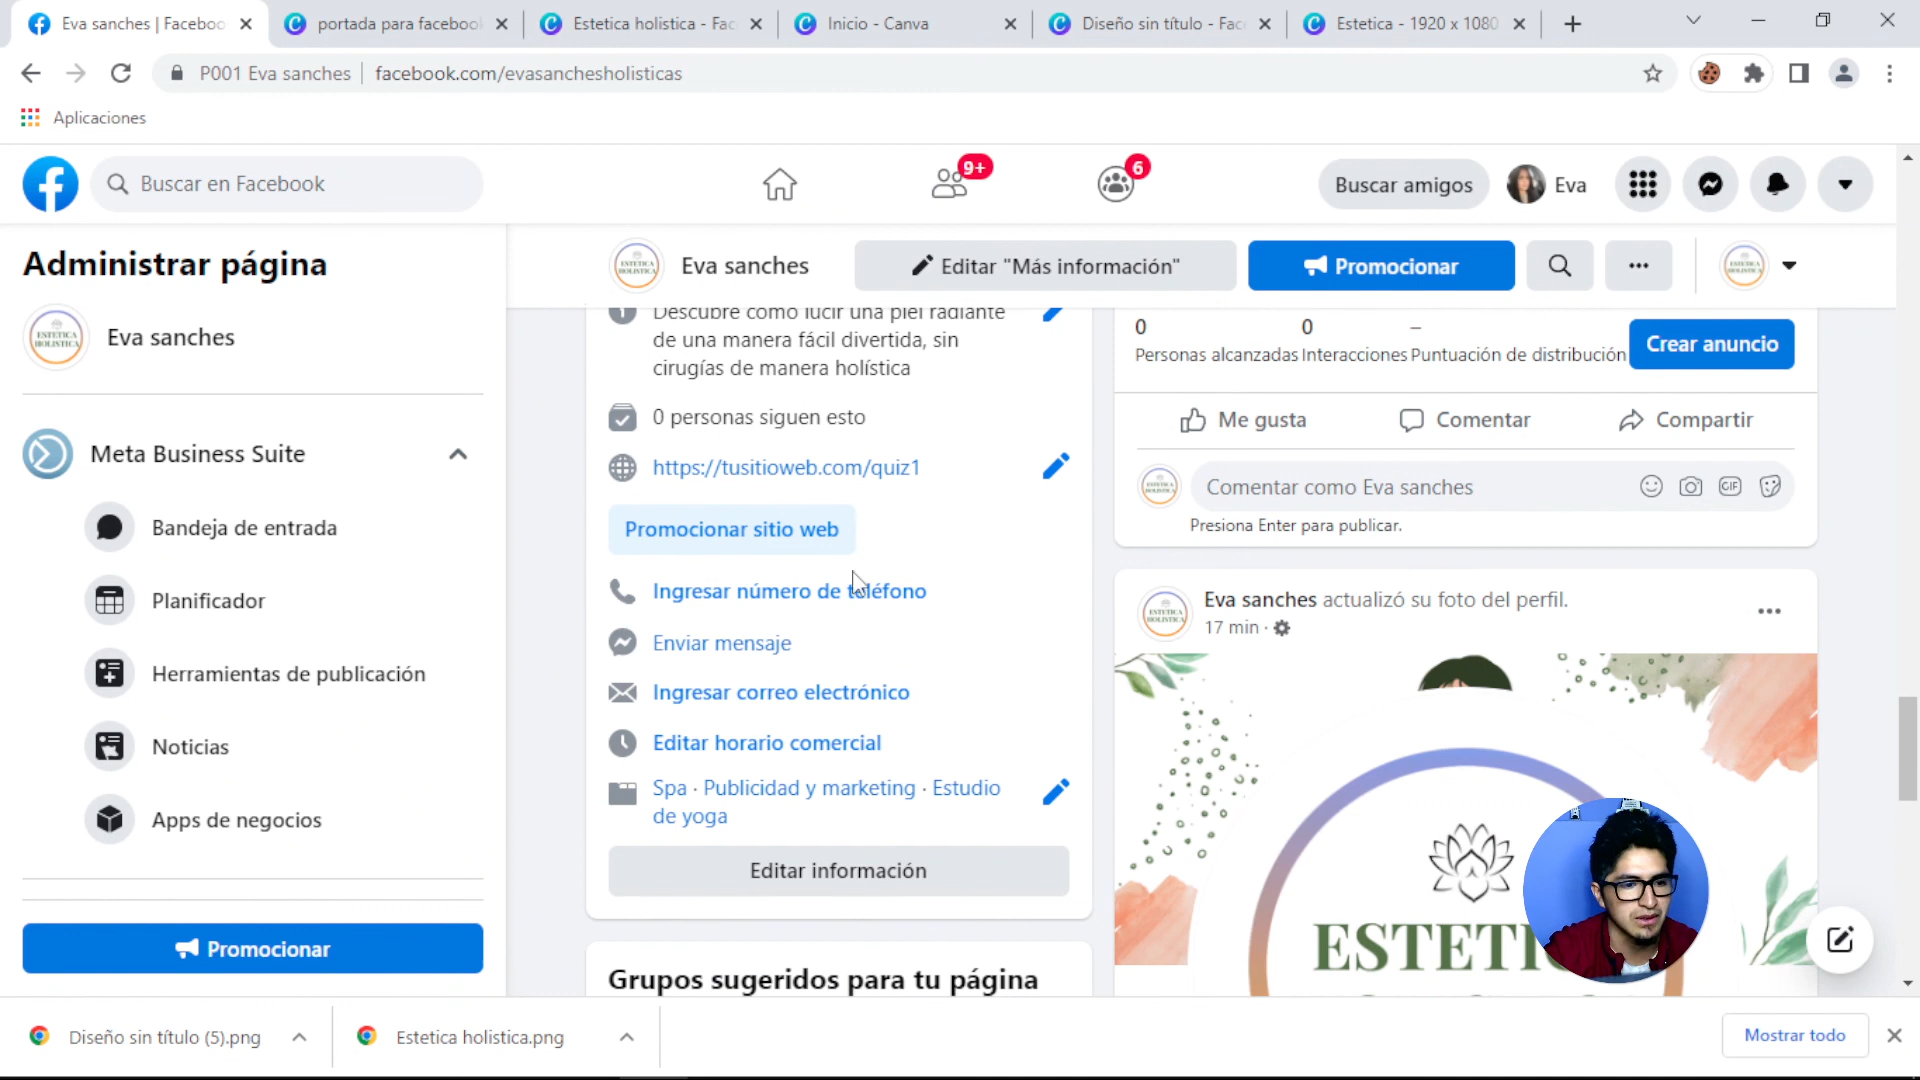 Eva sanches | Faceboo
portada para facebook
Estetica holistica - Fac
Inicio - Canva
Diseño sin título - Fac
Estetica - 1920 x 1080
P001 Eva sanches
facebook.com/evasanchesholisticas
Aplicaciones
Buscar en Facebook
9+
6
Buscar amigos
Eva
Administrar página
Eva sanches
Editar "Más información"
Promocionar
Eva sanches
Meta Business Suite
Bandeja de entrada
Planificador
Herramientas de publicación
Noticias
Apps de negocios
Promocionar
Descubre como lucir una piel radiante
de una manera fácil divertida, sin
cirugías de manera holística
0 personas siguen esto
https://tusitioweb.com/quiz1
Promocionar sitio web
Ingresar número de teléfono
Enviar mensaje
Ingresar correo electrónico
Editar horario comercial
Spa · Publicidad y marketing · Estudio
de yoga
Editar información
Grupos sugeridos para tu página
0
0
–
Personas alcanzadas
Interacciones
Puntuación de distribución
Crear anuncio
Me gusta
Comentar
Compartir
Comentar como Eva sanches
GIF
Presiona Enter para publicar.
Eva sanches actualizó su foto del perfil.
17 min ·
ESTETI
Diseño sin título (5).png
Estetica holistica.png
Mostrar todo